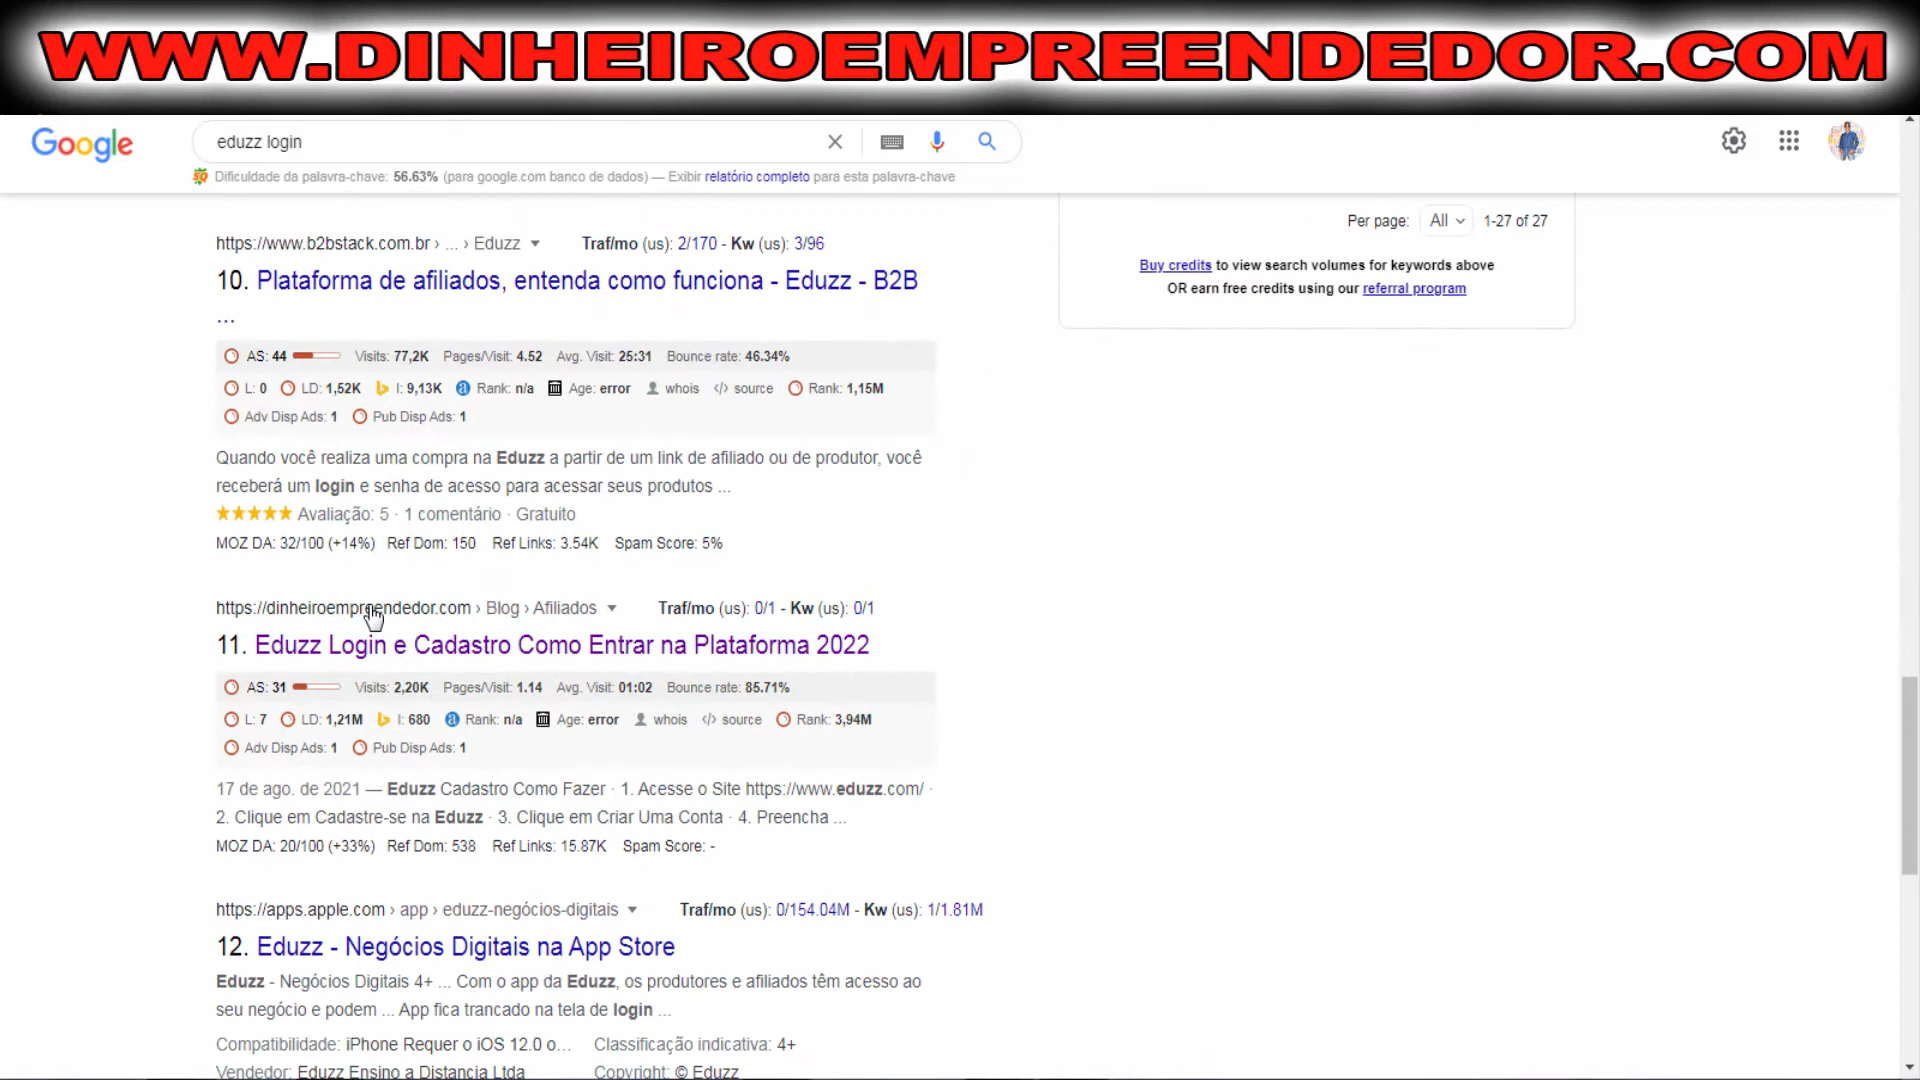 WWW.DINHEIROEMPREENDEDOR.COM
Google
eduzz login
Dificuldade da palavra-chave: 56.63% (para google.com banco de dados) — Exibir relatório completo para esta palavra-chave
Per page: All 1-27 of 27
Buy credits to view search volumes for keywords above
OR earn free credits using our referral program
https://www.b2bstack.com.br › ... › Eduzz Traf/mo (us): 2/170 - Kw (us): 3/96
10. Plataforma de afiliados, entenda como funciona - Eduzz - B2B
...
AS: 44 Visits: 77,2K Pages/Visit: 4.52 Avg. Visit: 25:31 Bounce rate: 46.34%
L: 0 LD: 1,52K I: 9,13K Rank: n/a Age: error whois source Rank: 1,15M
Adv Disp Ads: 1 Pub Disp Ads: 1
Quando você realiza uma compra na Eduzz a partir de um link de afiliado ou de produtor, você
receberá um login e senha de acesso para acessar seus produtos ...
Avaliação: 5 · 1 comentário · Gratuito
MOZ DA: 32/100 (+14%) Ref Dom: 150 Ref Links: 3.54K Spam Score: 5%
https://dinheiroempreendedor.com › Blog › Afiliados Traf/mo (us): 0/1 - Kw (us): 0/1
11. Eduzz Login e Cadastro Como Entrar na Plataforma 2022
AS: 31 Visits: 2,20K Pages/Visit: 1.14 Avg. Visit: 01:02 Bounce rate: 85.71%
L: 7 LD: 1,21M I: 680 Rank: n/a Age: error whois source Rank: 3,94M
Adv Disp Ads: 1 Pub Disp Ads: 1
17 de ago. de 2021 — Eduzz Cadastro Como Fazer · 1. Acesse o Site https://www.eduzz.com/ ·
2. Clique em Cadastre-se na Eduzz · 3. Clique em Criar Uma Conta · 4. Preencha ...
MOZ DA: 20/100 (+33%) Ref Dom: 538 Ref Links: 15.87K Spam Score: -
https://apps.apple.com › app › eduzz-negócios-digitais Traf/mo (us): 0/154.04M - Kw (us): 1/1.81M
12. Eduzz - Negócios Digitais na App Store
Eduzz - Negócios Digitais 4+ ... Com o app da Eduzz, os produtores e afiliados têm acesso ao
seu negócio e podem ... App fica trancado na tela de login ...
Compatibilidade: iPhone Requer o iOS 12.0 o... Classificação indicativa: 4+
Vendedor: Eduzz Ensino a Distancia Ltda Copyright: © Eduzz